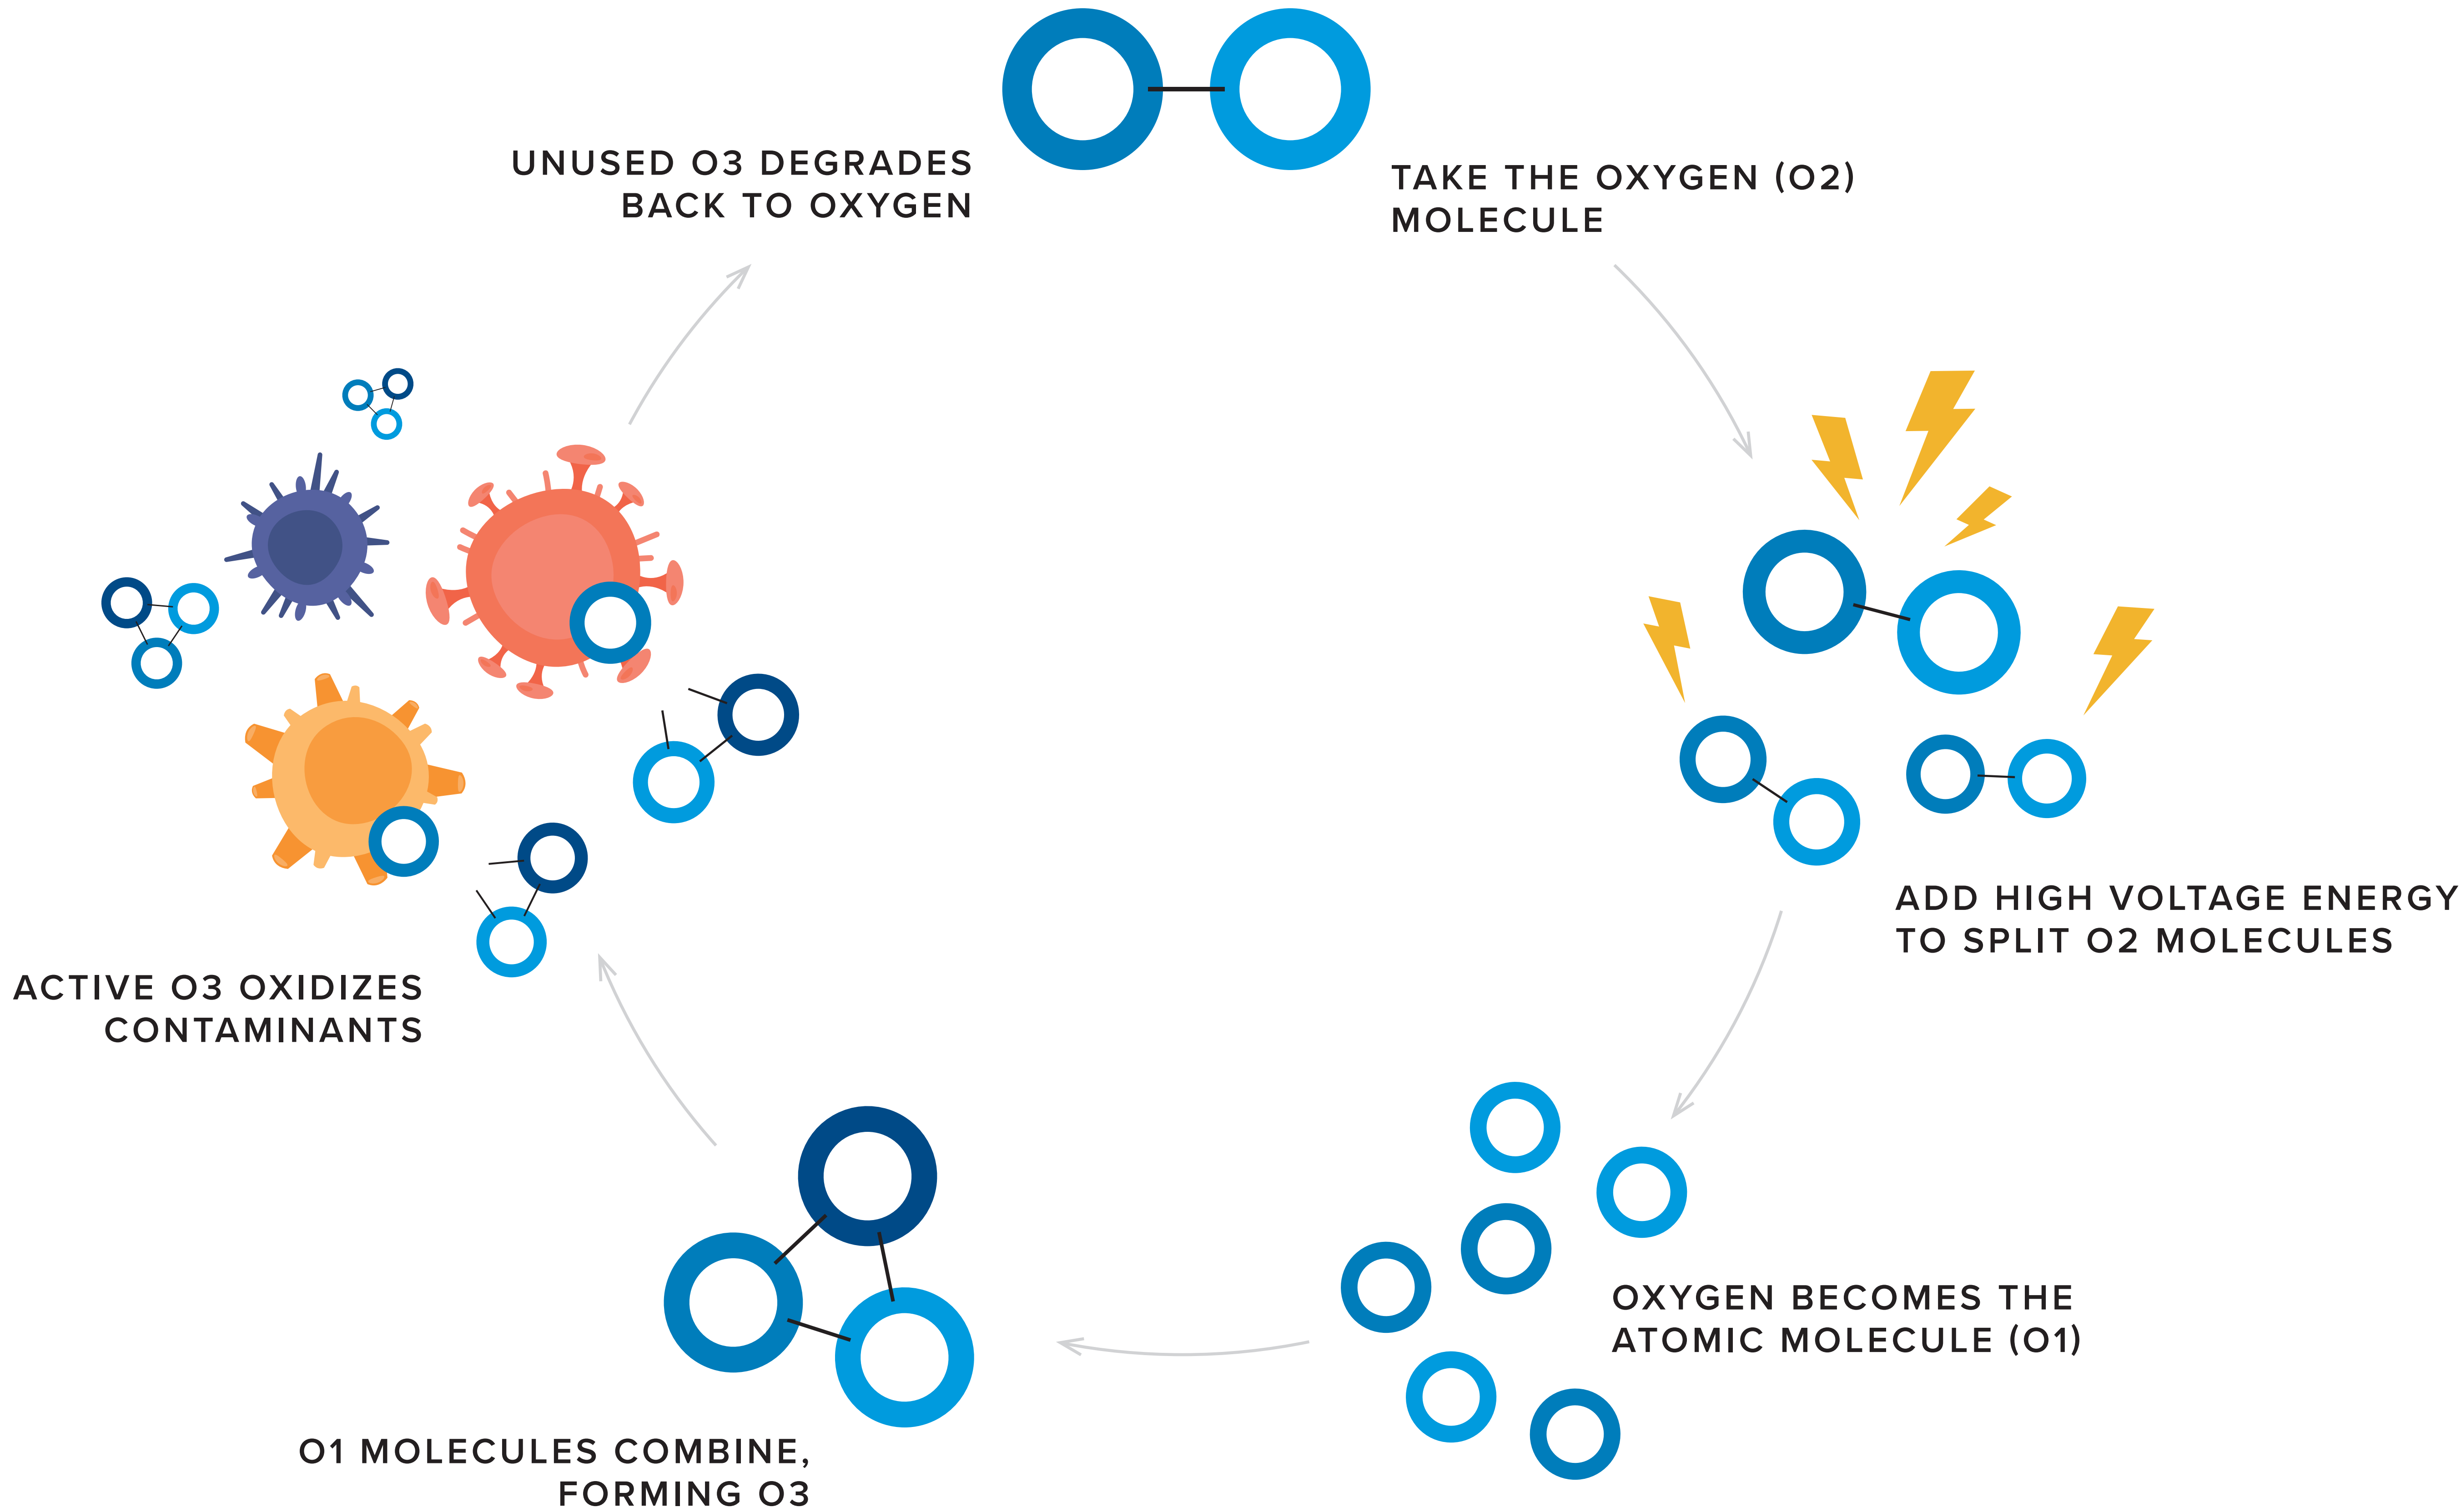 UNUSED O3 DEGRADES
BACK TO OXYGEN
TAKE THE OXYGEN (O2)
MOLECULE
ADD HIGH VOLTAGE ENERGY
TO SPLIT O2 MOLECULES
ACTIVE O3 OXIDIZES
CONTAMINANTS
OXYGEN BECOMES THE
ATOMIC MOLECULE (O1)
O1 MOLECULES COMBINE,
FORMING O3